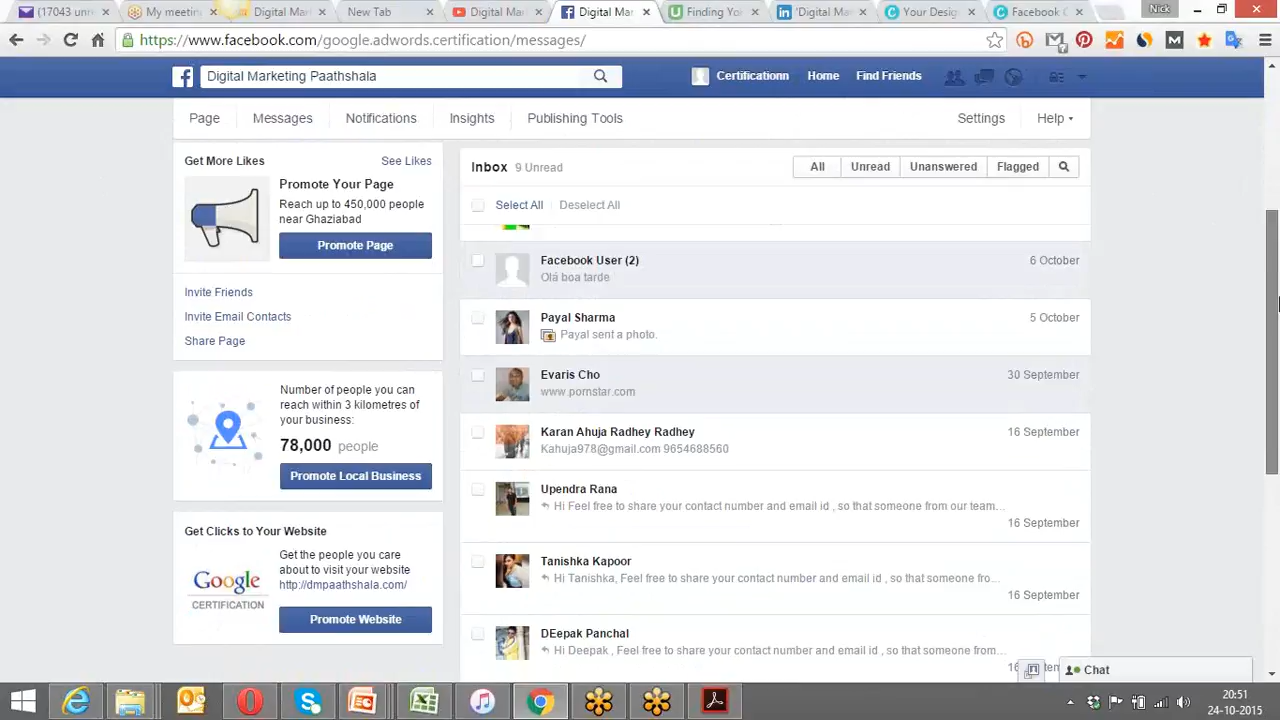 (17043 unr
My meetin
Digital Mar
New Tab
Digital Mar
Digital Mar
Finding Yo
'Digital Ma
Your Desig
Facebook C
Nick
https://www.facebook.com/google.adwords.certification/messages/
Digital Marketing Paathshala
Certificationn
Home
Find Friends
Page
Messages
Notifications
Insights
Publishing Tools
Settings
Help
Get More Likes
See Likes
Promote Your Page
Reach up to 450,000 people
near Ghaziabad
Promote Page
Invite Friends
Invite Email Contacts
Share Page
Number of people you can
reach within 3 kilometres of
your business:
78,000 people
Promote Local Business
Get Clicks to Your Website
Get the people you care
about to visit your website
http://dmpaathshala.com/
Google
CERTIFICATION
Promote Website
Inbox 9 Unread
All
Unread
Unanswered
Flagged
Select All
Deselect All
Facebook User (2)
6 October
Olá boa tarde
Payal Sharma
5 October
Payal sent a photo.
Evaris Cho
30 September
www.pornstar.com
Karan Ahuja Radhey Radhey
16 September
Kahuja978@gmail.com 9654688560
Upendra Rana
Hi Feel free to share your contact number and email id , so that someone from our team...
16 September
Tanishka Kapoor
Hi Tanishka, Feel free to share your contact number and email id , so that someone fro...
16 September
DEepak Panchal
Hi Deepak , Feel free to share your contact number and email id , so that someone from...
Chat
20:51
24-10-2015